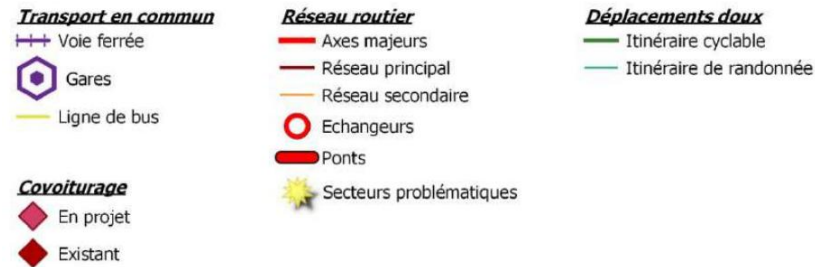 Transport en commun
Voie ferrée
Gares
Ligne de bus
Covoiturage
En projet
Existant
Réseau routier
Axes majeurs
Réseau principal
Réseau secondaire
Echangeurs
Ponts
Secteurs problématiques
Déplacements doux
Itinéraire cyclable
Itinéraire de randonnée